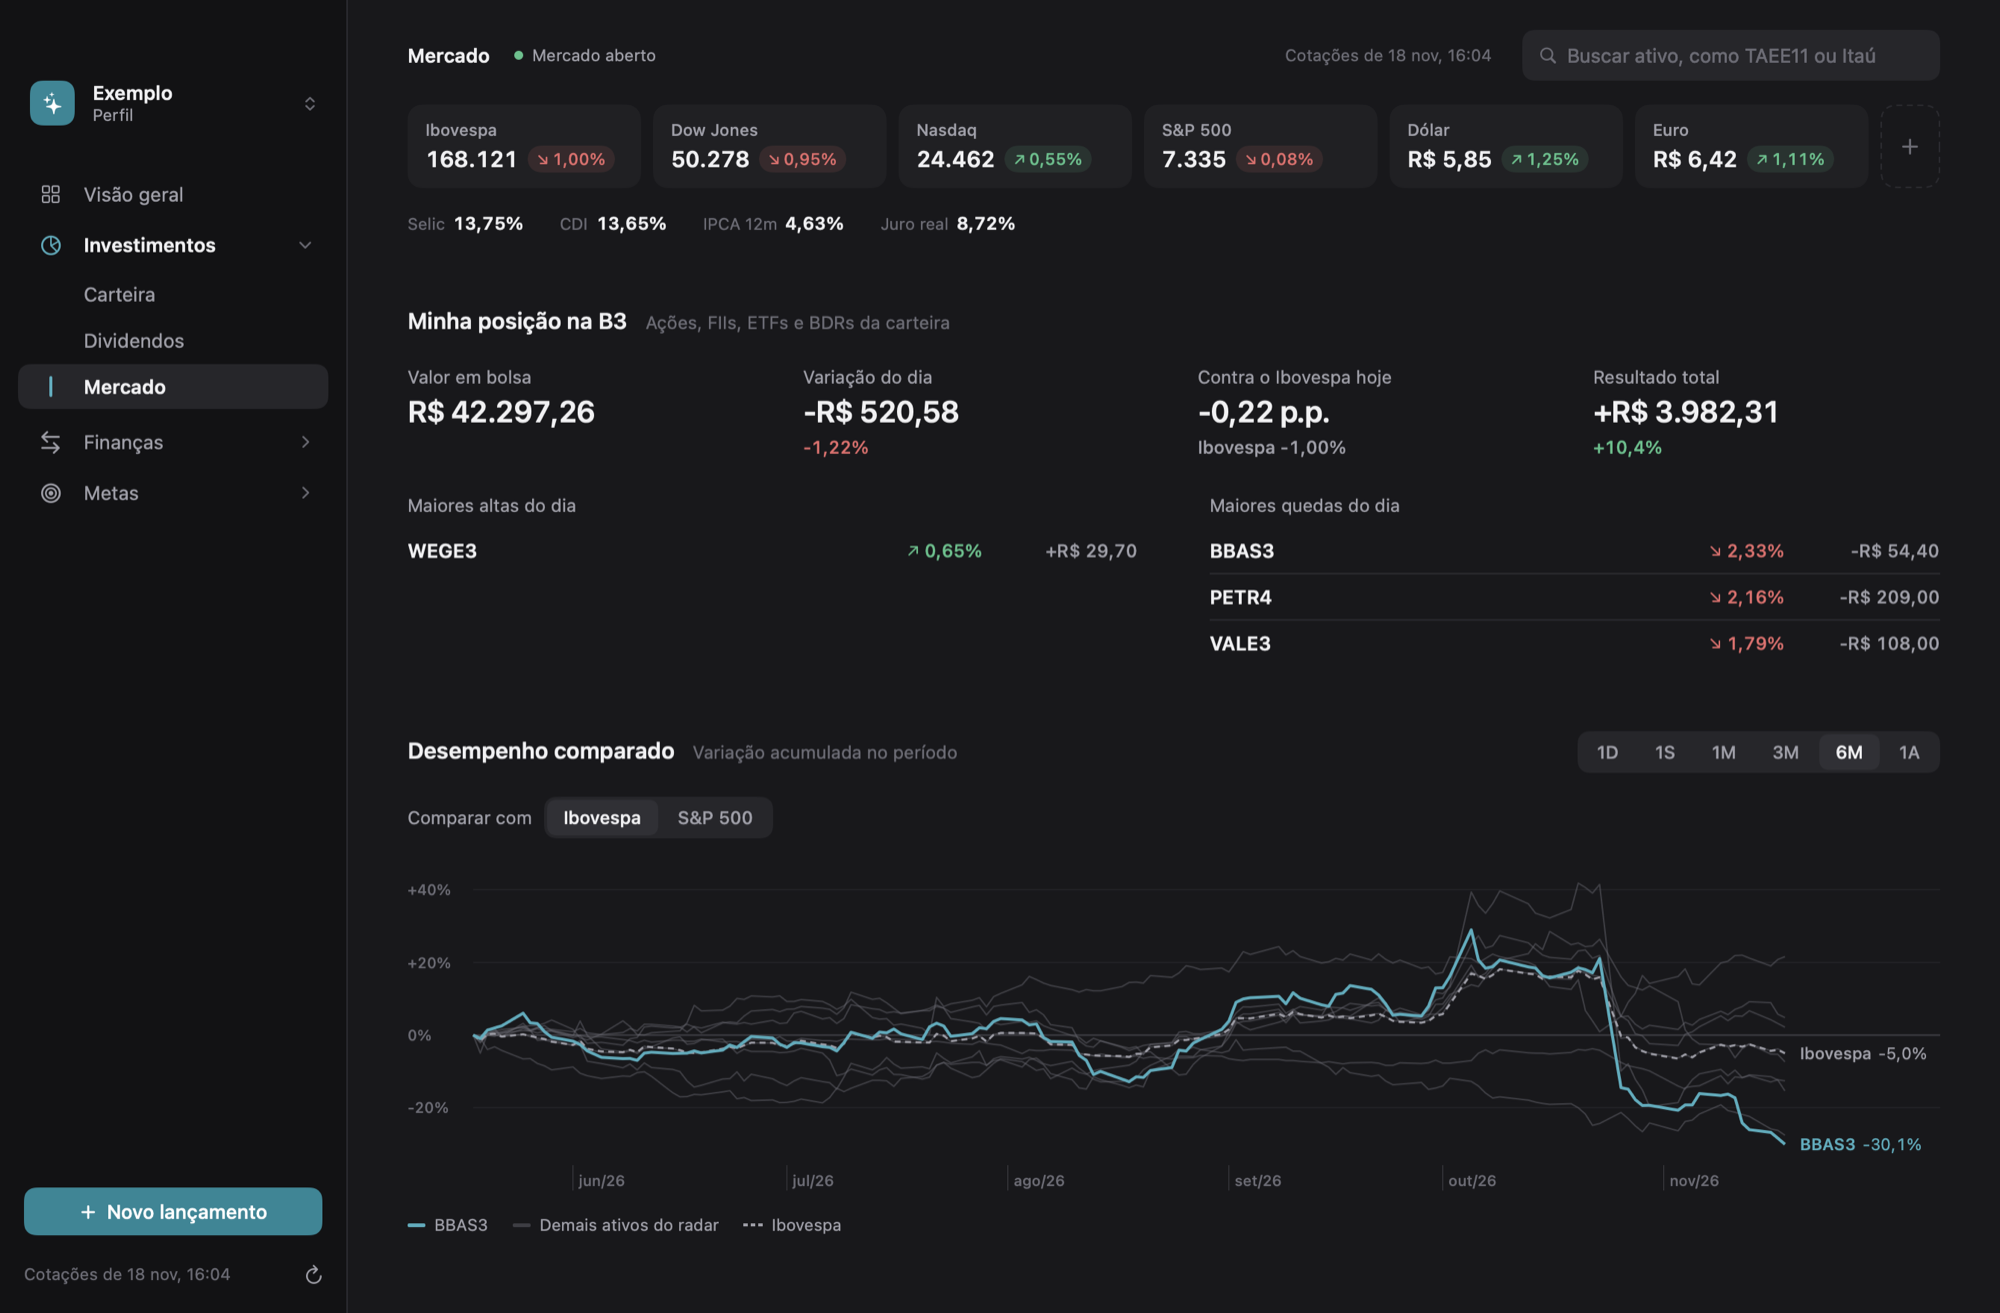 Exemplo
Perfil
Visão geral
Investimentos
Carteira
Dividendos
Mercado
Finanças
Metas
+ Novo lançamento
Cotações de 18 nov, 16:04
Mercado
Mercado aberto
Cotações de 18 nov, 16:04
Buscar ativo, como TAEE11 ou Itaú
Ibovespa
168.121 ↘ 1,00%
Dow Jones
50.278 ↘ 0,95%
Nasdaq
24.462 ↗ 0,55%
S&P 500
7.335 ↘ 0,08%
Dólar
R$ 5,85 ↗ 1,25%
Euro
R$ 6,42 ↗ 1,11%
+
Selic 13,75% CDI 13,65% IPCA 12m 4,63% Juro real 8,72%
Minha posição na B3 Ações, FIIs, ETFs e BDRs da carteira
Valor em bolsa
R$ 42.297,26
Variação do dia
-R$ 520,58
-1,22%
Contra o Ibovespa hoje
-0,22 p.p.
Ibovespa -1,00%
Resultado total
+R$ 3.982,31
+10,4%
Maiores altas do dia
WEGE3 ↗ 0,65% +R$ 29,70
Maiores quedas do dia
BBAS3 ↘ 2,33% -R$ 54,40
PETR4 ↘ 2,16% -R$ 209,00
VALE3 ↘ 1,79% -R$ 108,00
Desempenho comparado Variação acumulada no período
1D 1S 1M 3M 6M 1A
Comparar com Ibovespa S&P 500
+40%
+20%
0%
-20%
Ibovespa -5,0%
BBAS3 -30,1%
jun/26 jul/26 ago/26 set/26 out/26 nov/26
BBAS3 Demais ativos do radar Ibovespa